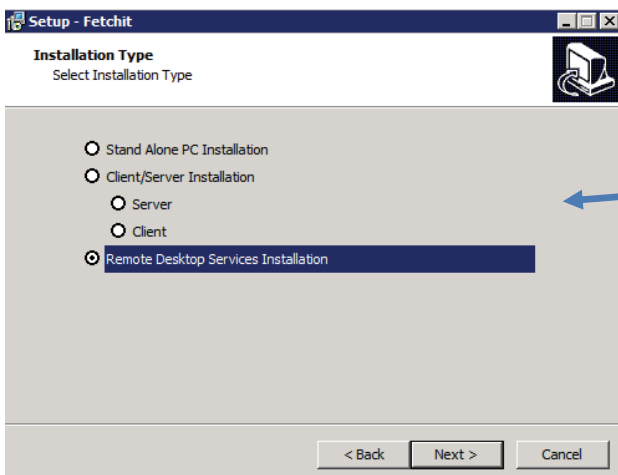 Setup - Fetchit
Installation Type
Select Installation Type
Stand Alone PC Installation
Client/Server Installation
Server
Client
Remote Desktop Services Installation
< Back Next > Cancel